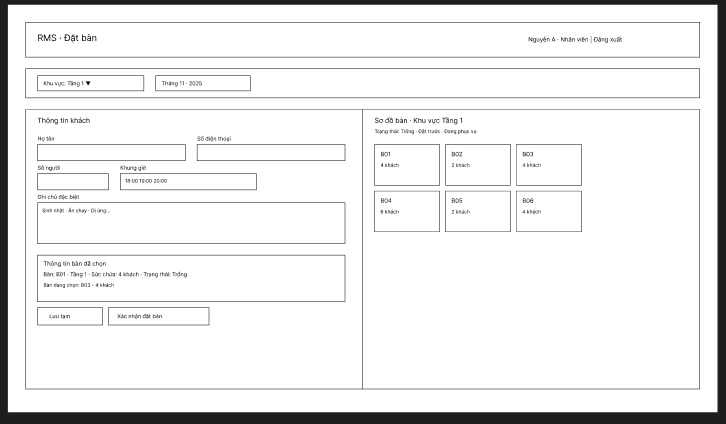 RMS · Đặt bàn
Nguyễn A · Nhân viên | Đăng xuất
Khu vực: Tầng 1 ▼
Tháng 11 · 2025
Thông tin khách
Họ tên
Số điện thoại
Số người
Khung giờ
18:00 19:00 20:00
Ghi chú đặc biệt
Sinh nhật · Ăn chay · Dị ứng...
Thông tin bàn đã chọn
Bàn: B01 · Tầng 1 · Sức chứa: 4 khách · Trạng thái: Trống
Bàn đang chọn: B03 – 4 khách
Lưu tạm
Xác nhận đặt bàn
Sơ đồ bàn · Khu vực Tầng 1
Trạng thái: Trống · Đặt trước · Đang phục vụ
B01
4 khách
B02
2 khách
B03
4 khách
B04
6 khách
B05
2 khách
B06
4 khách